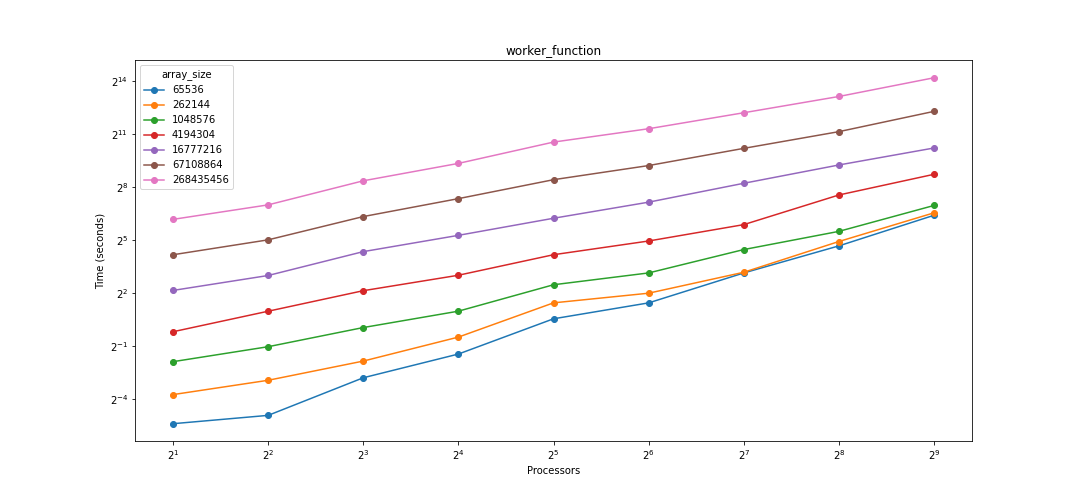 worker_function
array_size
65536
262144
1048576
4194304
16777216
67108864
268435456
Time (seconds)
2^14
2^11
2^8
2^5
2^2
2^-1
2^-4
2^1 2^2 2^3 2^4 2^5 2^6 2^7 2^8 2^9
Processors